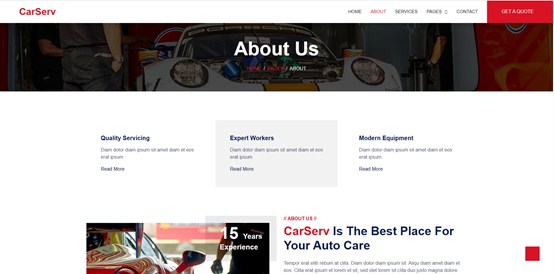 CarServ
HOME ABOUT SERVICES PAGES CONTACT GET A QUOTE
About Us
HOME / PAGES / ABOUT
Quality Servicing
Diam dolor diam ipsum sit amet diam et eos
erat ipsum
Read More
Expert Workers
Diam dolor diam ipsum sit amet diam et eos
erat ipsum
Read More
Modern Equipment
Diam dolor diam ipsum sit amet diam et eos
erat ipsum
Read More
15 Years
Experience
// ABOUT US //
CarServ Is The Best Place For
Your Auto Care
Tempor erat elitr rebum at clita. Diam dolor diam ipsum sit. Aliqu diam amet diam et
eos. Clita erat ipsum et lorem et sit, sed stet lorem sit clita duo justo magna dolore